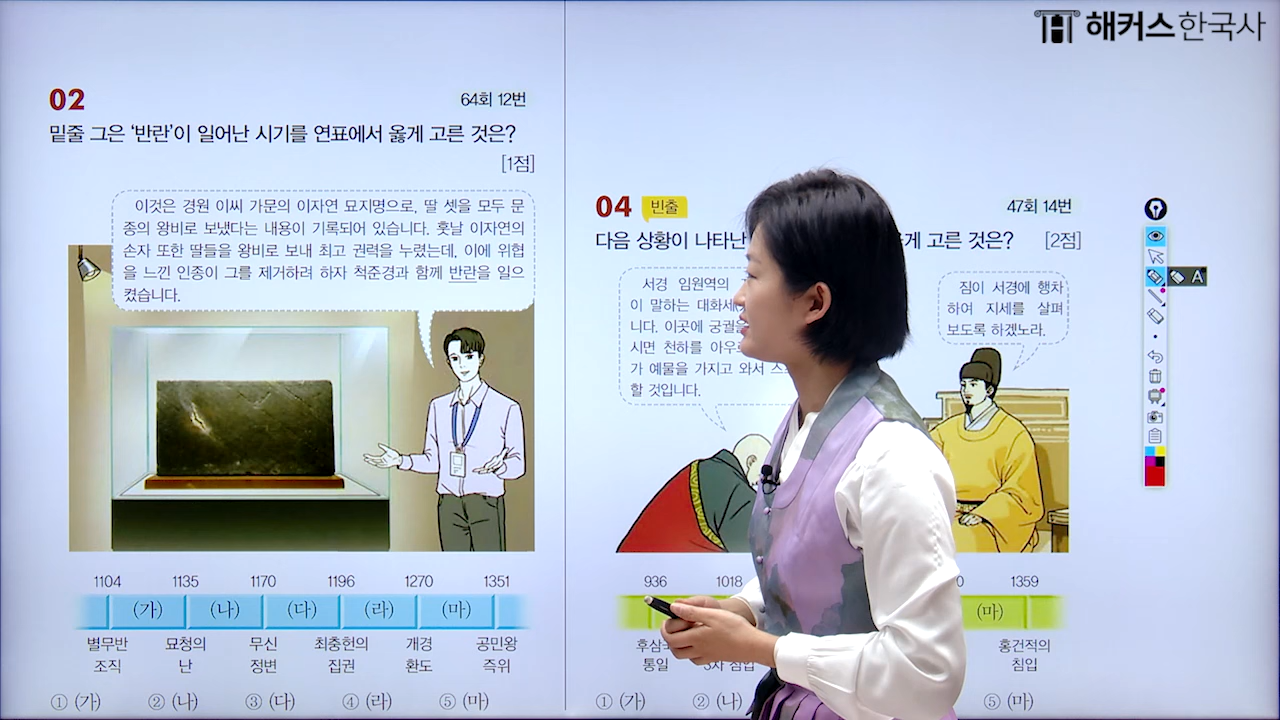 해커스한국사
02
64회 12번
밑줄 그은 '반란'이 일어난 시기를 연표에서 옳게 고른 것은?
[1점]
이것은 경원 이씨 가문의 이자연 묘지명으로, 딸 셋을 모두 문
종의 왕비로 보냈다는 내용이 기록되어 있습니다. 훗날 이자연의
손자 또한 딸들을 왕비로 보내 최고 권력을 누렸는데, 이에 위협
을 느낀 인종이 그를 제거하려 하자 척준경과 함께 반란을 일으
켰습니다.
1104 1135 1170 1196 1270 1351
(가) (나) (다) (라) (마)
별무반 묘청의 무신 최충헌의 개경 공민왕
조직 난 정변 집권 환도 즉위
① (가) ② (나) ③ (다) ④ (라) ⑤ (마)
04 빈출
47회 14번
다음 상황이 나타난 고른 것은? [2점]
서경 임원역의
이 말하는 대화세
니다. 이곳에 궁궐을
시면 천하를
가 예물을 가지고 와서
할 것입니다.
짐이 서경에 행차
하여 지세를 살펴
보도록 하겠노라.
936 1018 1359
(마)
홍건적의
통일 3차 침입 침입
① (가) ② (나) ⑤ (마)
A